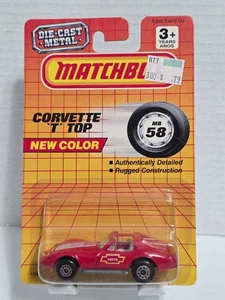 DIE-CAST
METAL
Ages 3 and up
3+
YEARS
AÑOS
MATCHBOX
CORVETTE
'T' TOP
NEW COLOR
MB
58
• Authentically Detailed
• Rugged Construction